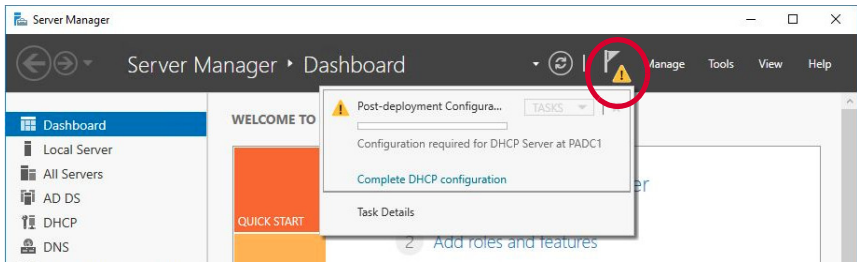 Server Manager
Server Manager • Dashboard
Manage Tools View Help
Dashboard
Local Server
All Servers
AD DS
DHCP
DNS
WELCOME TO
QUICK START
Post-deployment Configura...
TASKS
Configuration required for DHCP Server at PADC1
Complete DHCP configuration
Task Details
2 Add roles and features